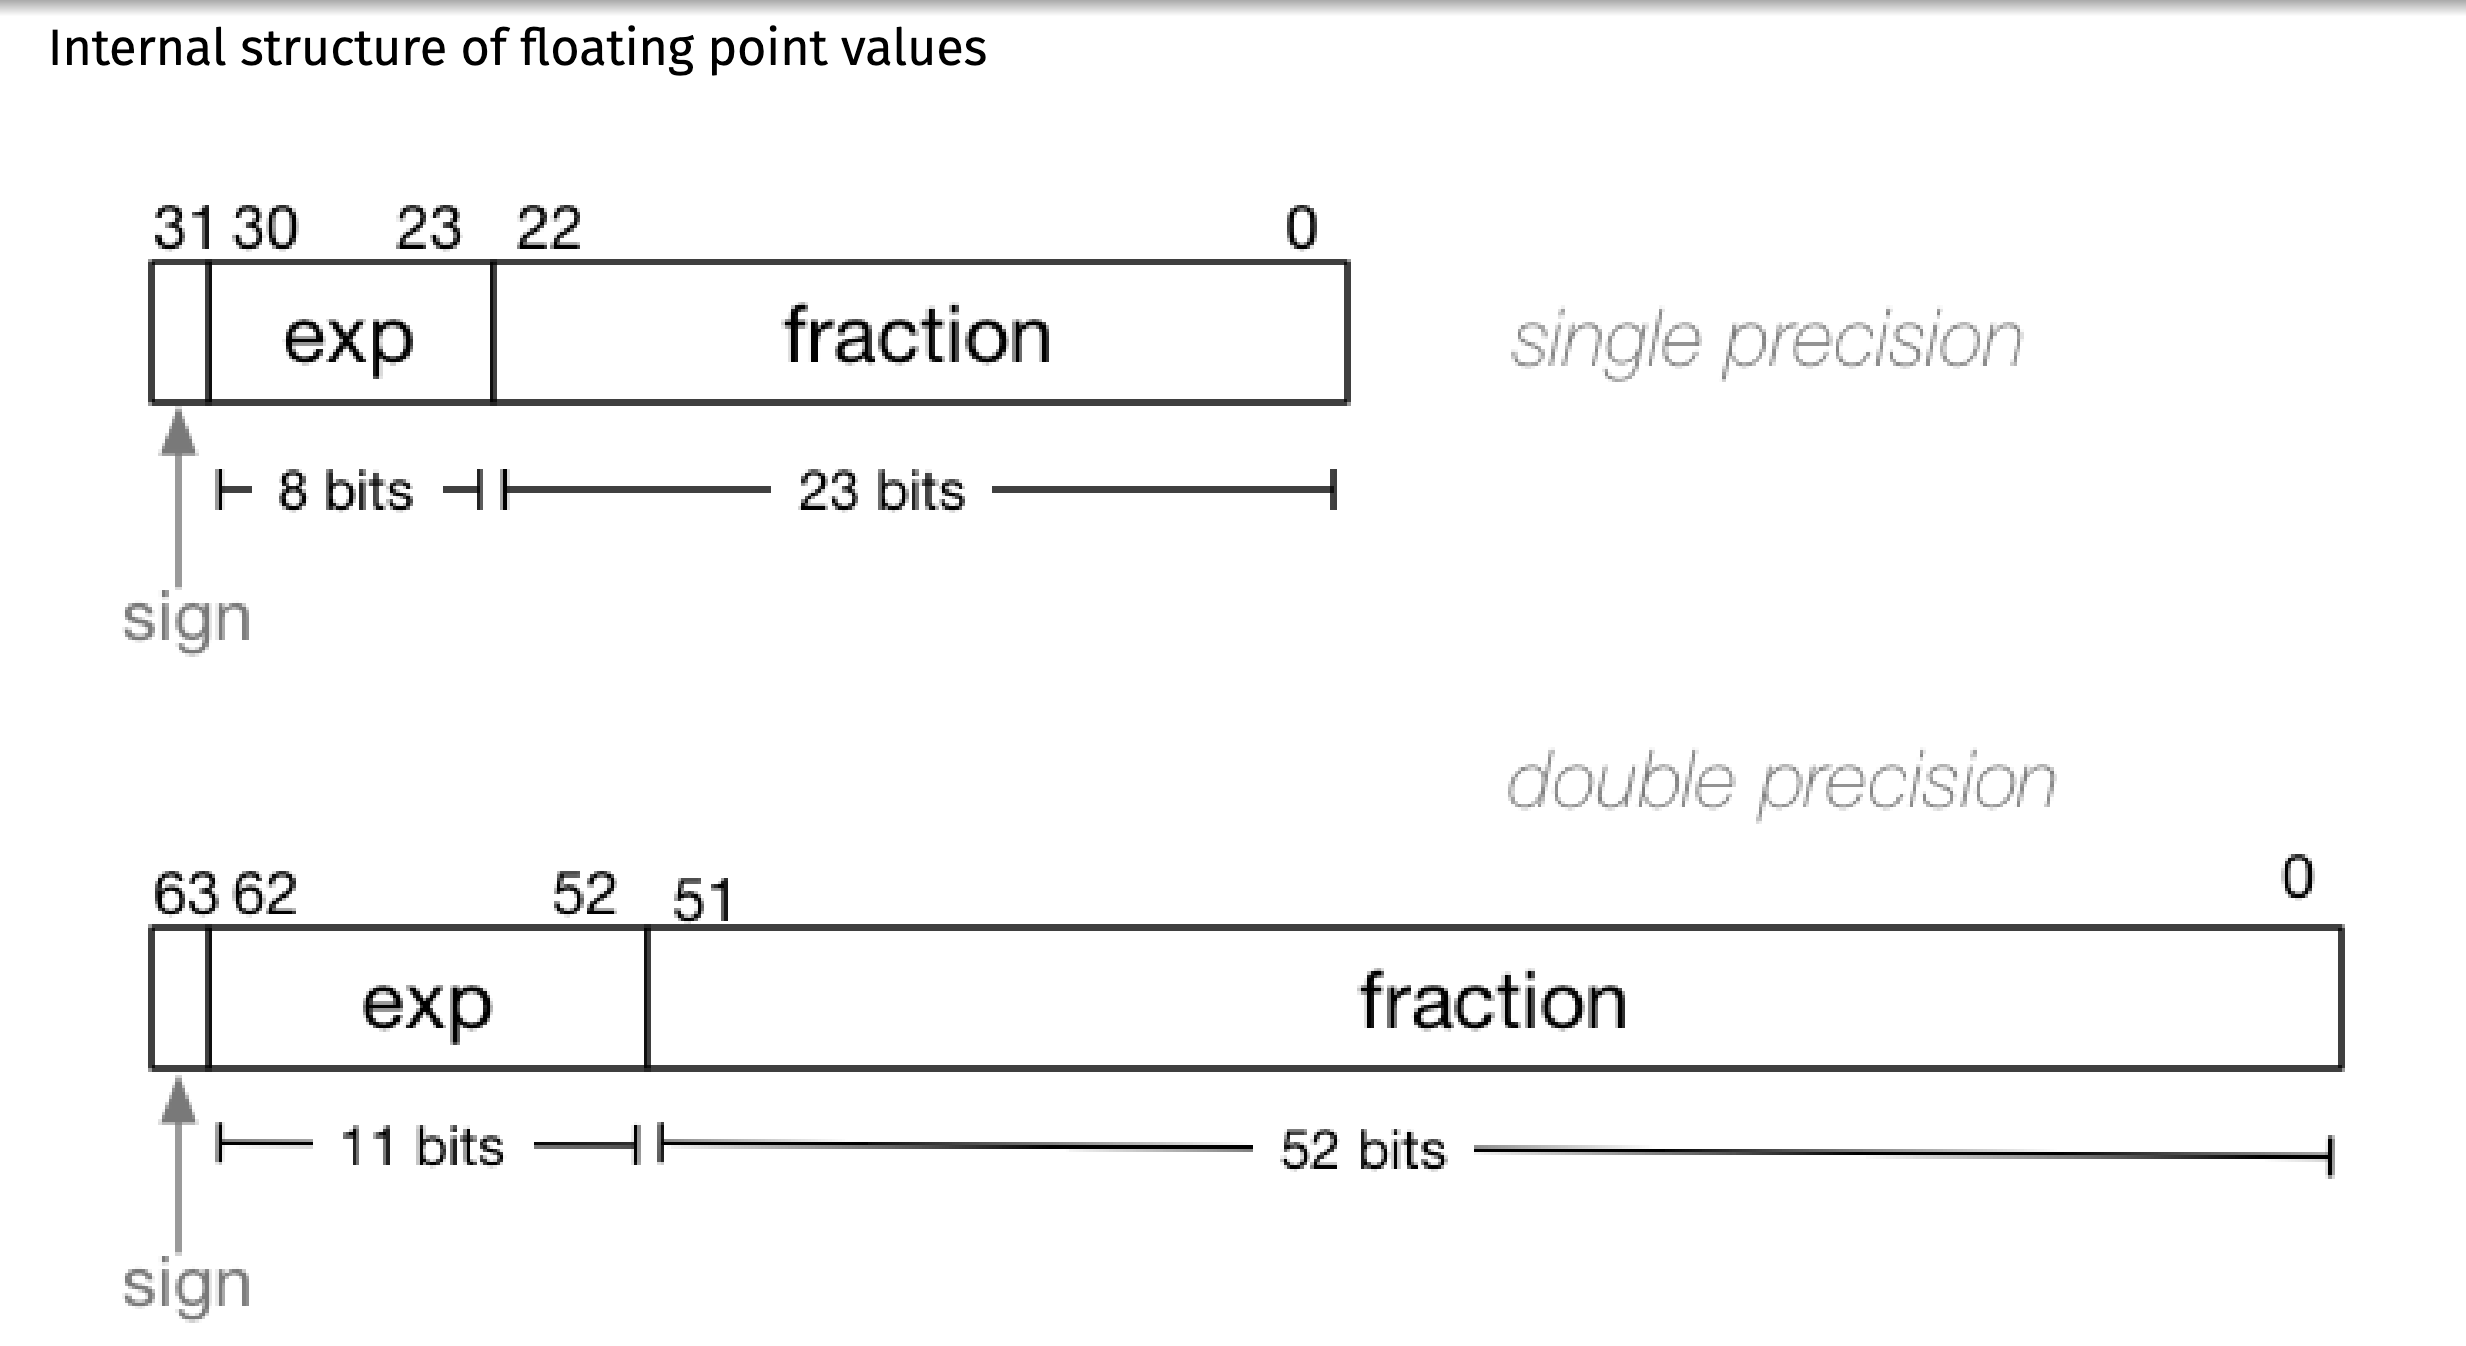 Internal structure of floating point values
31 30 23 22 0
exp fraction
single precision
8 bits 23 bits
sign
double precision
63 62 52 51 0
exp fraction
11 bits 52 bits
sign